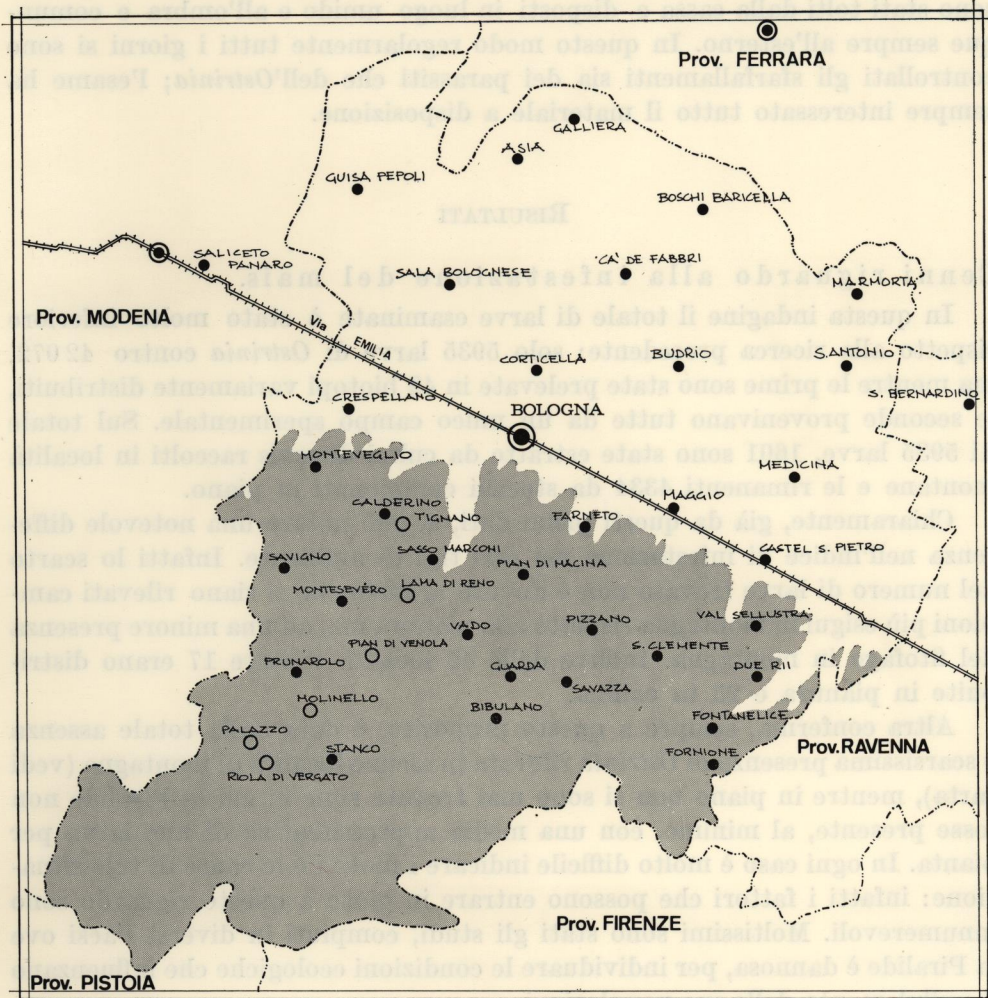 Prov. FERRARA
GALLIERA
ASIA
GUISA PEPOLI
BOSCHI BARICELLA
SALICETO
PANARO
SALA BOLOGNESE
CA' DE FABBRI
MARMORTA
Prov. MODENA
Via
EMILIA
CORTICELLA
BUDRIO
S. ANTONIO
S. BERNARDINO
CRESPELLANO
BOLOGNA
MONTEVEGLIO
MEDICINA
CALDERINO
TIGNANO
MAGGIO
FARNETO
SAVIGNO
SASSO MARCONI
PIAN DI MACINA
CASTEL S. PIETRO
MONTESEVERO
LAMA DI RENO
VADO
PIZZANO
VAL SELLUSTRA
PIAN DI VENOLA
S. CLEMENTE
PRUNAROLO
GUARDA
SAVAZZA
DUE RII
MOLINELLO
BIBULANO
FONTANELICE
PALAZZO
STANCO
FORNIONE
Prov. RAVENNA
RIOLA DI VERGATO
Prov. FIRENZE
Prov. PISTOIA